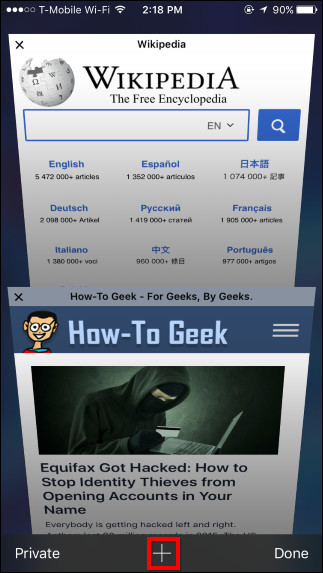 T-Mobile Wi-Fi 2:18 PM 90%
× Wikipedia
WIKIPEDIA
The Free Encyclopedia
EN
English Español 日本語
5 472 000+ articles 1 352 000+ artículos 1 074 000+ 記事
Deutsch Русский Français
2 098 000+ Artikel 1 419 000+ статей 1 905 000+ articles
Italiano 中文 Português
1 380 000+ voci 960 000+ 條目 977 000+ artigos
× How-To Geek - For Geeks, By Geeks.
How-To Geek
Equifax Got Hacked: How to
Stop Identity Thieves from
Opening Accounts in Your
Name
Everybody is getting hacked left and right.
Private + Done